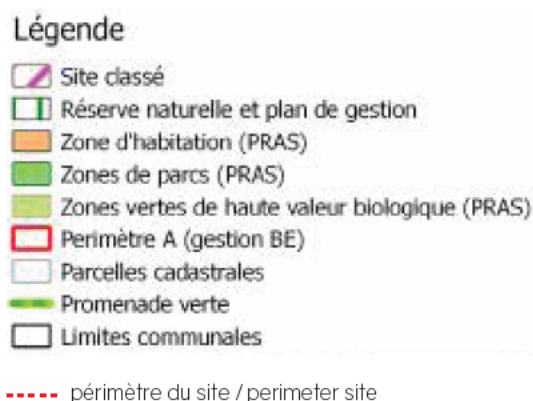 Légende
Site classé
Réserve naturelle et plan de gestion
Zone d'habitation (PRAS)
Zones de parcs (PRAS)
Zones vertes de haute valeur biologique (PRAS)
Perimètre A (gestion BE)
Parcelles cadastrales
Promenade verte
Limites communales
périmètre du site / perimeter site